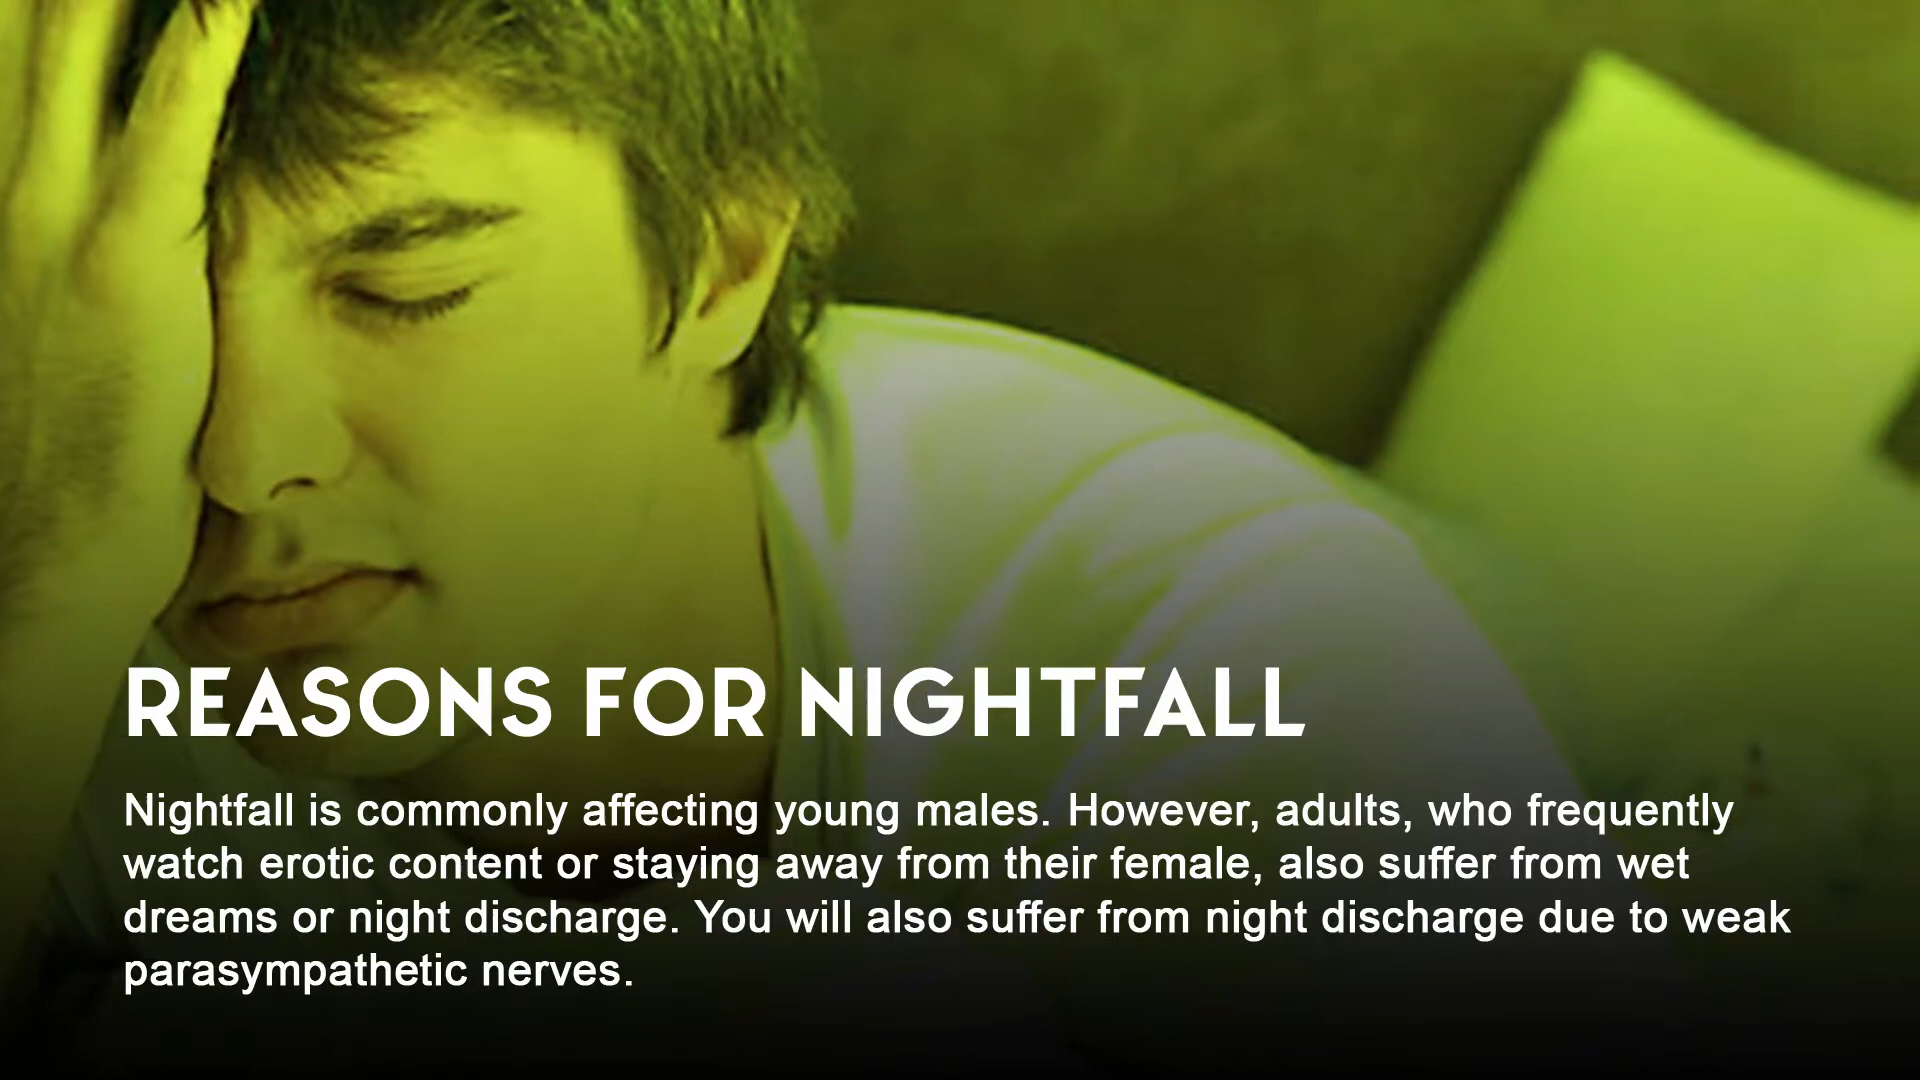 REASONS FOR NIGHTFALL
Nightfall is commonly affecting young males. However, adults, who frequently
watch erotic content or staying away from their female, also suffer from wet
dreams or night discharge. You will also suffer from night discharge due to weak
parasympathetic nerves.